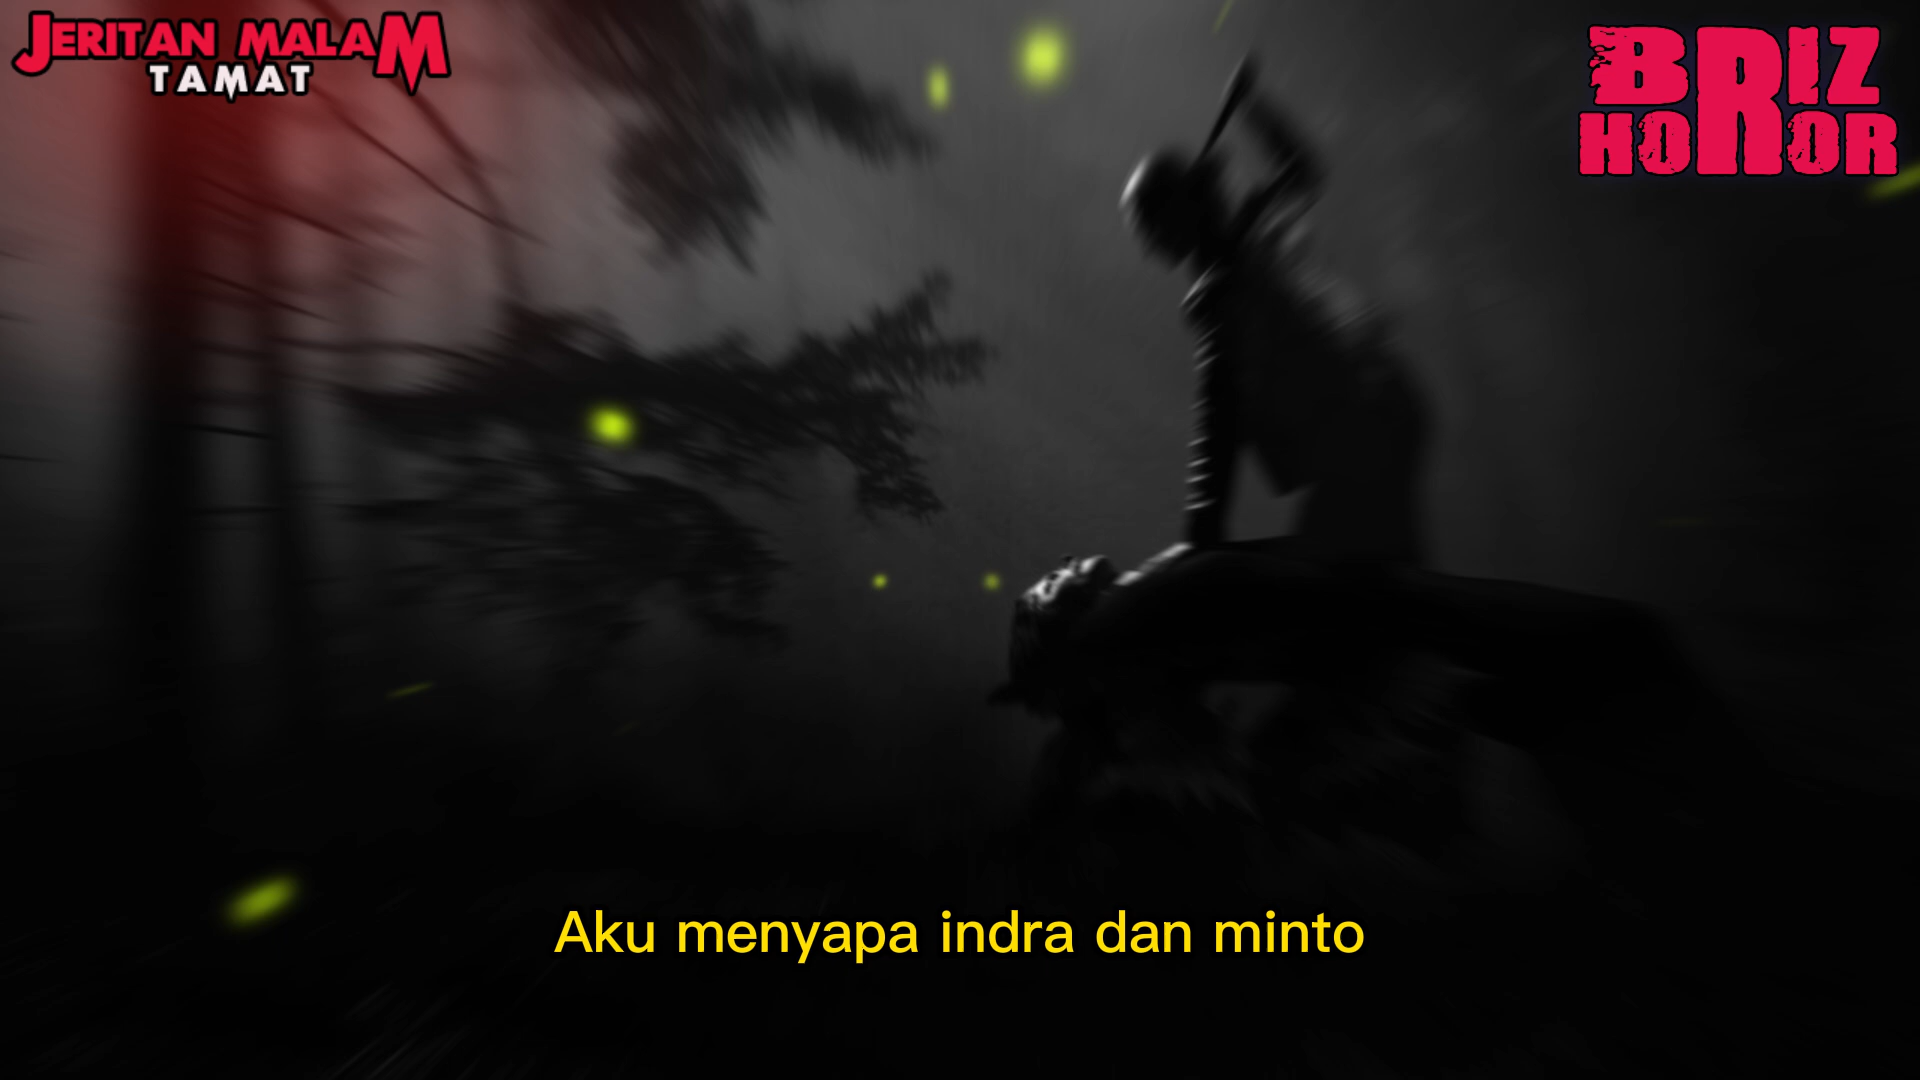 JERITAN MALAM
TAMAT
BRIZ
HORROR
Aku menyapa indra dan minto